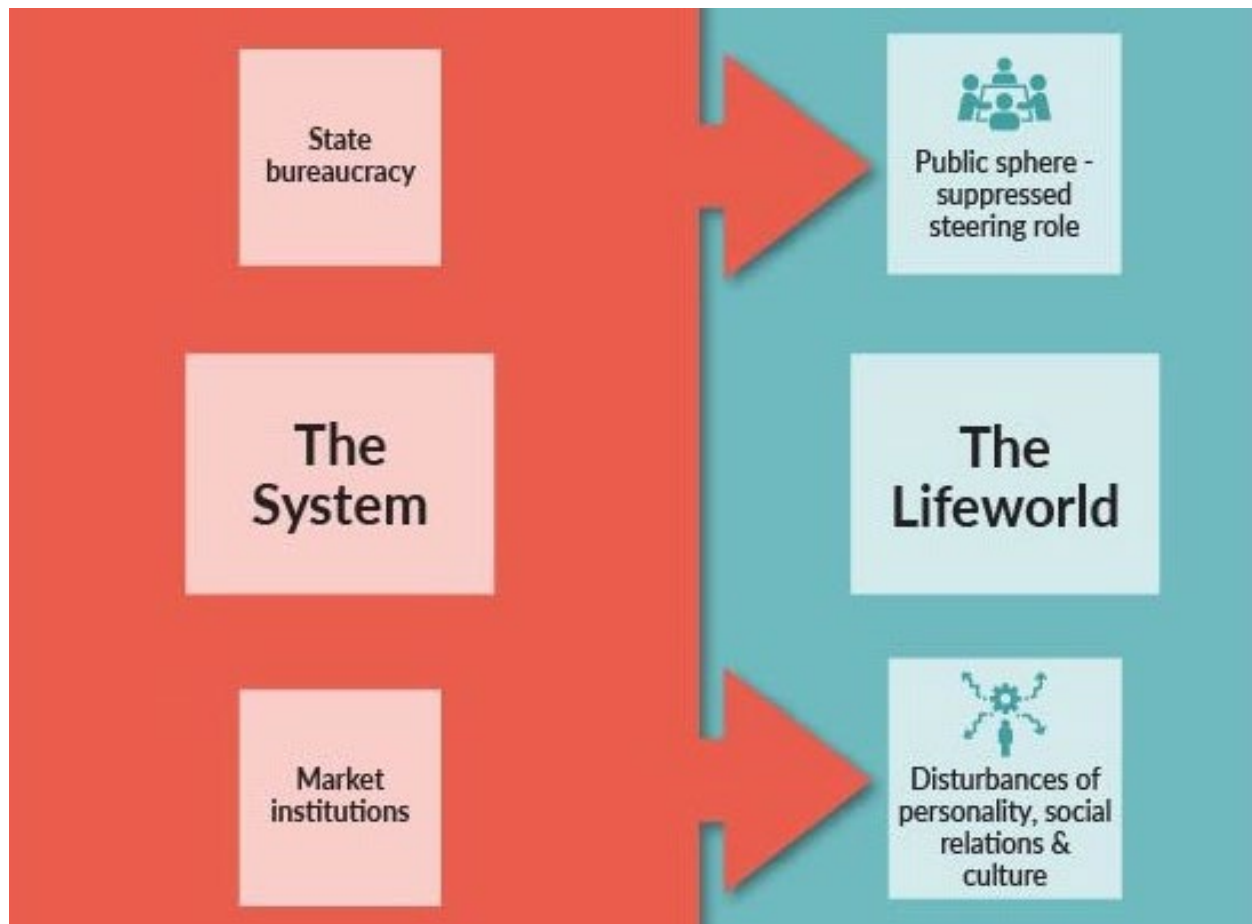 State
bureaucracy
Public sphere -
suppressed
steering role
The
System
The
Lifeworld
Market
institutions
Disturbances of
personality, social
relations &
culture